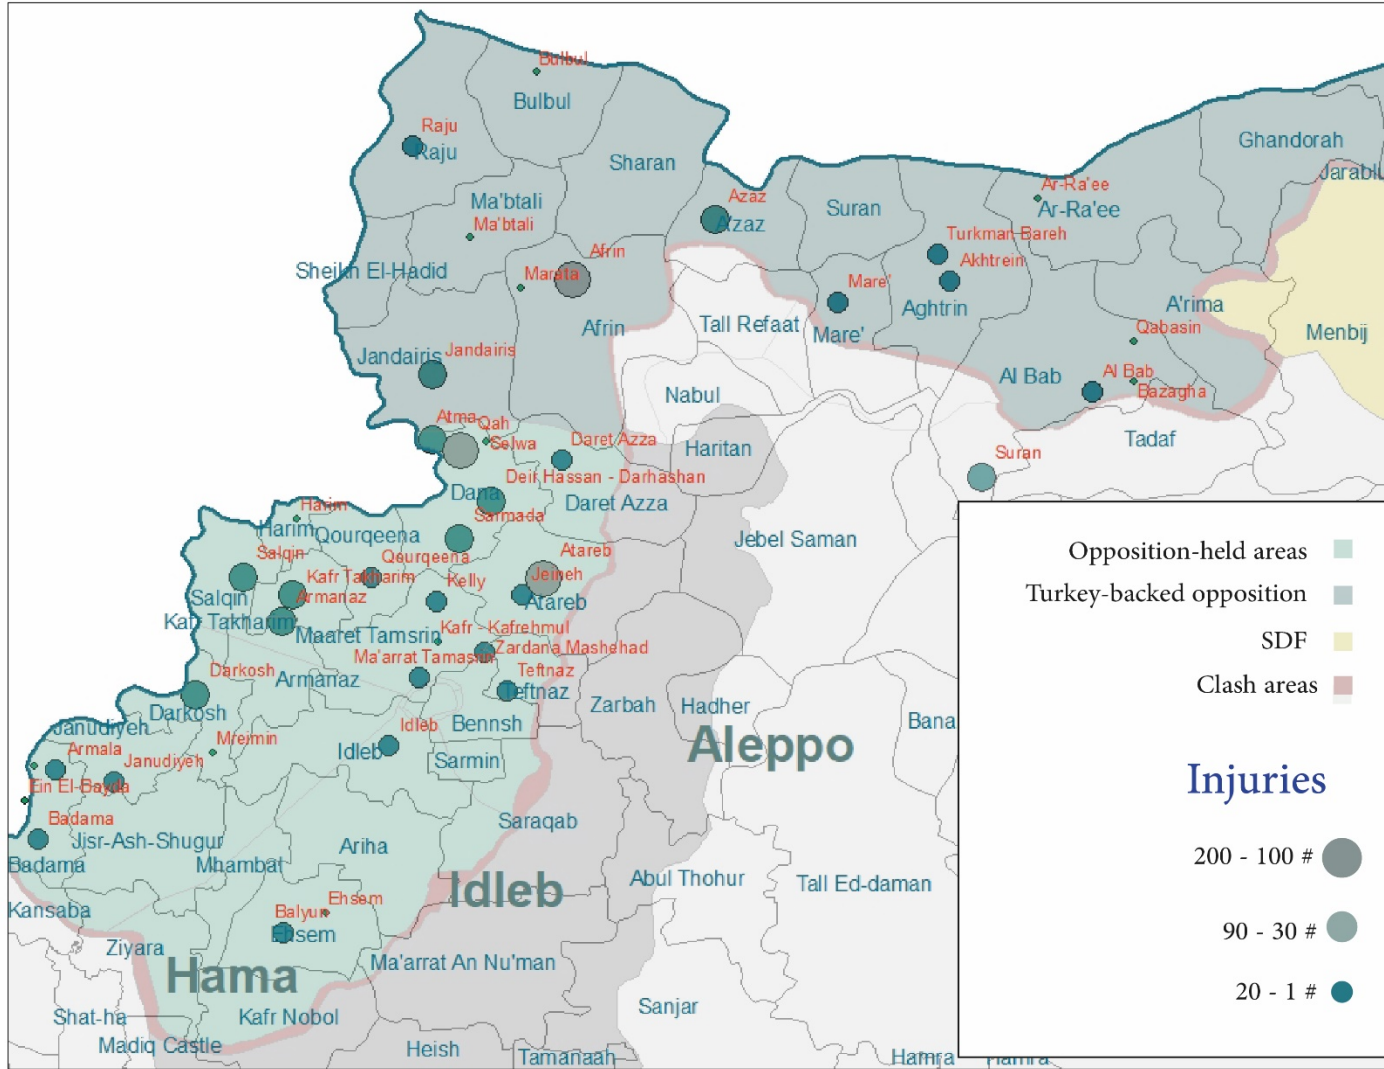 Bulbul
Bulbul
Raju
Raju
Sharan
Ghandorah
Jarablu
Ma'btali
Ma'btali
Azaz
A'zaz
Suran
Ar-Ra'ee
Ar-Ra'ee
Turkman Bareh
Akhtrein
Aghtrin
Sheikh El-Hadid
Marata
Afrin
Afrin
Mare'
Mare'
A'rima
Qabasin
Menbij
Tall Refaat
Jandairis
Jandairis
Nabul
Al Bab
Al Bab
Bazagha
Tadaf
Atma
Qah
Selwa
Daret Azza
Haritan
Suran
Deir Hassan - Darhashan
Dana
Daret Azza
Sarmada
Harim
Harim
Qourqeena
Jebel Saman
Salqin
Salqin
Kafr Takharim
Armanaz
Qourqeena
Kelly
Atareb
Jeineh
Atareb
Kafr Takharim
Maaret Tamsrin
Kafr - Kafrehmul
Zardana Mashehad
Ma'arrat Tamasrin
Armanaz
Teftnaz
Teftnaz
Darkosh
Darkosh
Zarbah
Hadher
Bana
Janudiyeh
Mreimin
Idleb
Idleb
Bennsh
Sarmin
Aleppo
Armala
Janudiyeh
Ein El-Bayda
Badama
Badama
Jisr-Ash-Shugur
Mhambal
Ariha
Saraqab
Idleb
Abul Thohur
Tall Ed-daman
Kansaba
Balyun
Ehsem
Ehsem
Ziyara
Hama
Ma'arrat An Nu'man
Sanjar
Shat-ha
Kafr Nobol
Madiq Castle
Heish
Tamanaah
Hamra
Hamra
Opposition-held areas
Turkey-backed opposition
SDF
Clash areas
Injuries
200 - 100 #
90 - 30 #
20 - 1 #